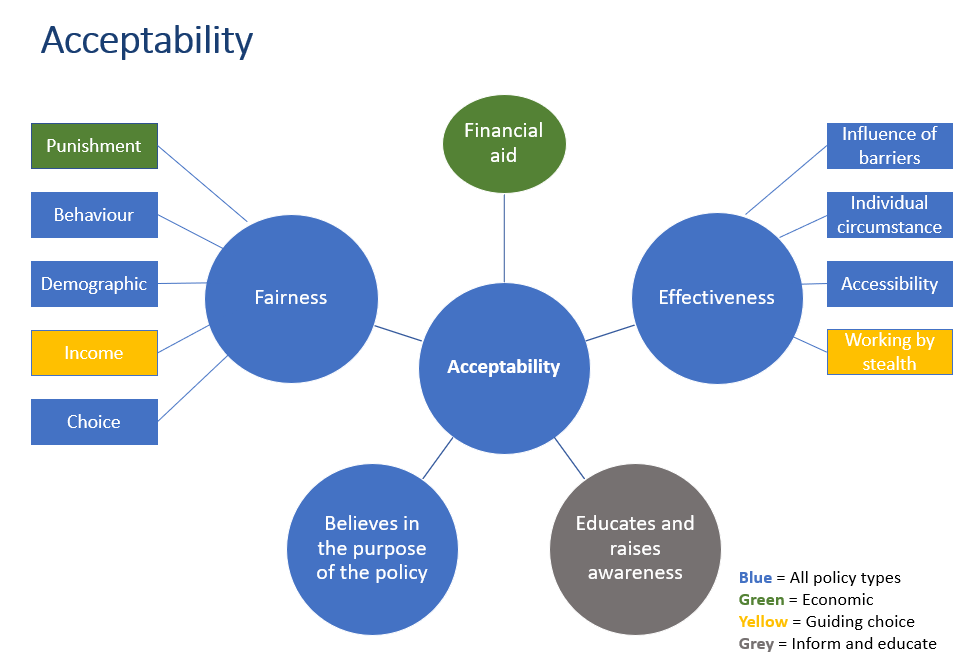 Acceptability
Financial
aid
Punishment
Behaviour
Demographic
Income
Choice
Fairness
Acceptability
Effectiveness
Influence of
barriers
Individual
circumstance
Accessibility
Working by
stealth
Believes in
the purpose
of the policy
Educates and
raises
awareness
Blue = All policy types
Green = Economic
Yellow = Guiding choice
Grey = Inform and educate